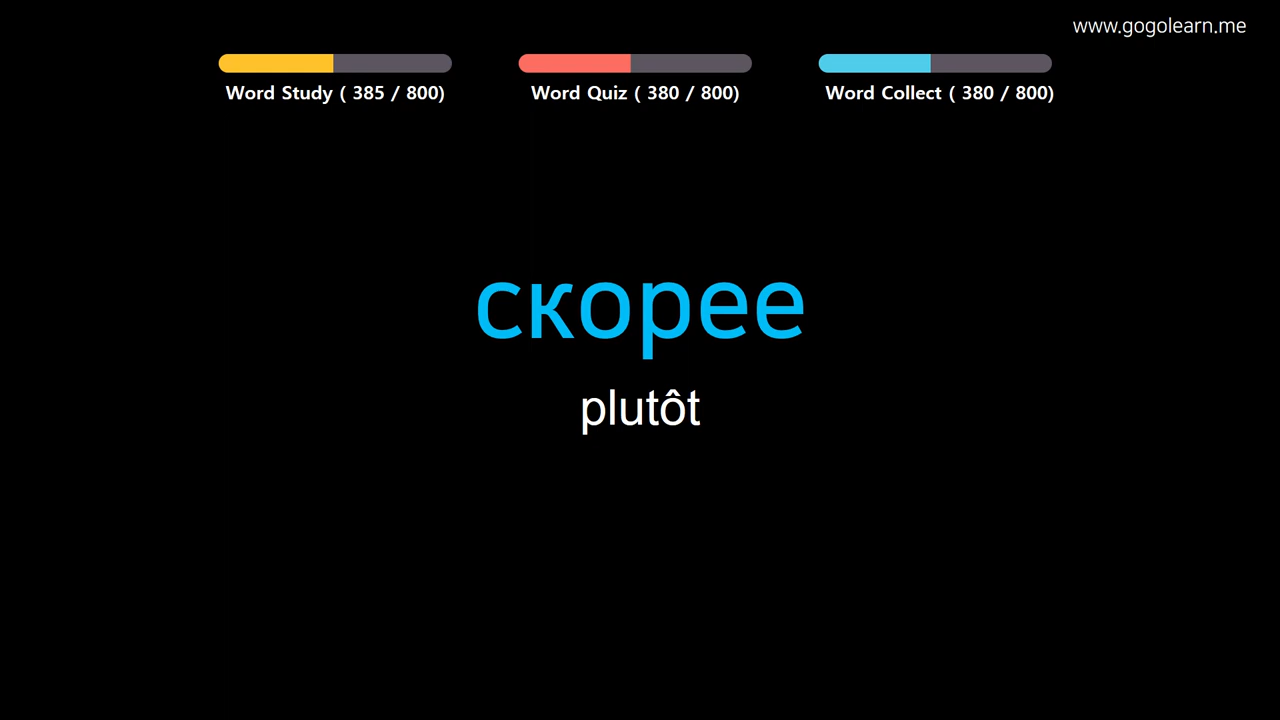 www.gogolearn.me
Word Study ( 385 / 800)
Word Quiz ( 380 / 800)
Word Collect ( 380 / 800)
скорее
plutôt